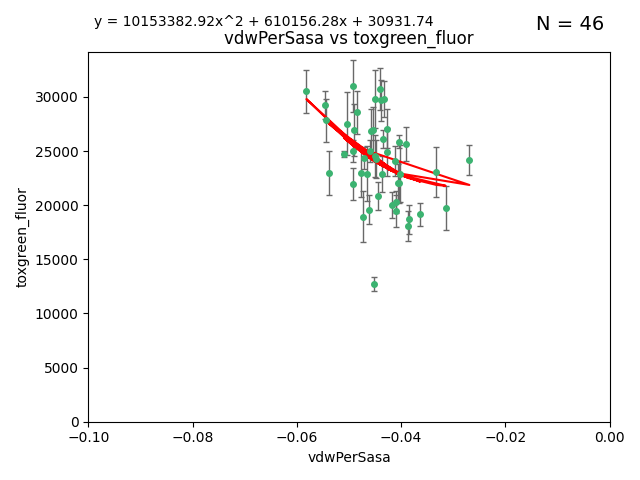 y = 10153382.92x^2 + 610156.28x + 30931.74
N = 46
vdwPerSasa vs toxgreen_fluor
toxgreen_fluor
30000
25000
20000
15000
10000
5000
0
−0.10
−0.08
−0.06
−0.04
−0.02
0.00
vdwPerSasa